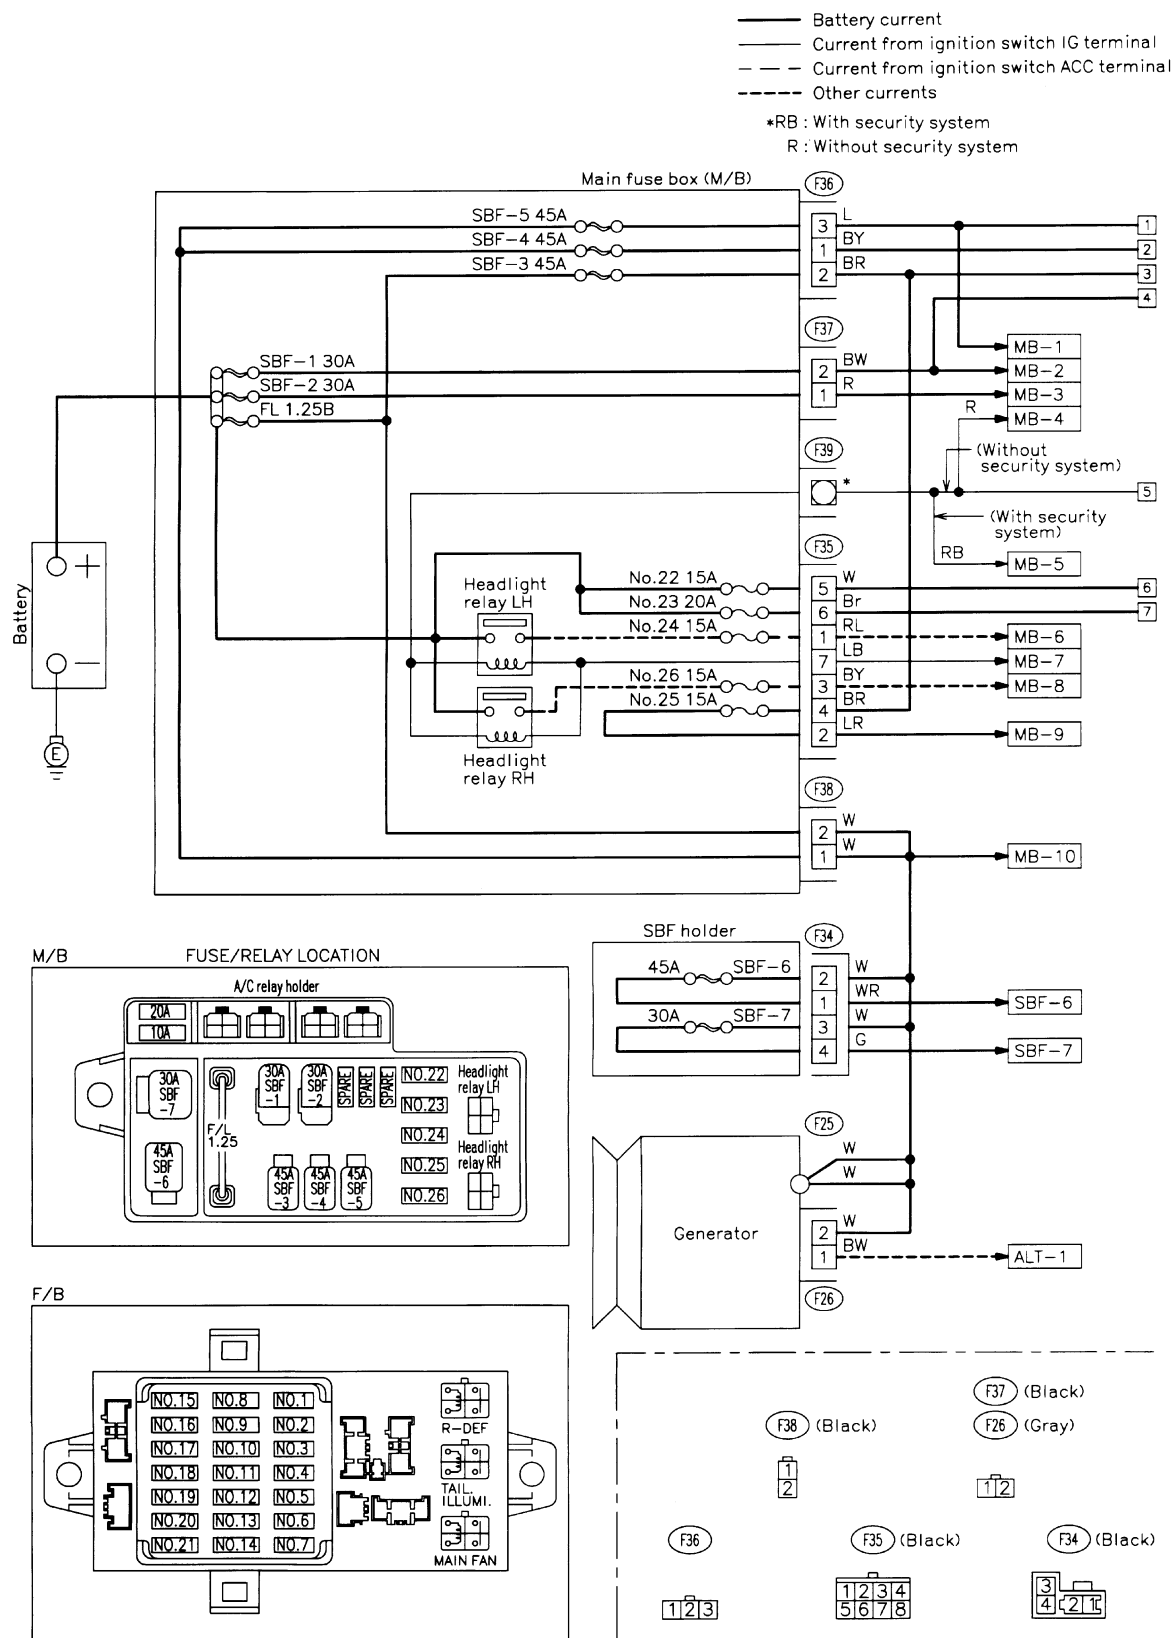 Battery current
Current from ignition switch IG terminal
Current from ignition switch ACC terminal
Other currents
*RB : With security system
R : Without security system
Main fuse box (M/B)
F36
SBF-5 45A
3
L
1
SBF-4 45A
1
BY
2
SBF-3 45A
2
BR
3
4
F37
MB-1
SBF-1 30A
2
BW
MB-2
SBF-2 30A
1
R
MB-3
FL 1.25B
R
MB-4
F39
(Without
security system)
*
5
(With security
system)
F35
RB
MB-5
Battery
+
−
E
Headlight
relay LH
No.22 15A
5
W
6
No.23 20A
6
Br
7
No.24 15A
1
RL
MB-6
7
LB
MB-7
No.26 15A
3
BY
MB-8
No.25 15A
4
BR
2
LR
MB-9
Headlight
relay RH
F38
2
W
1
W
MB-10
SBF holder
F34
45A
SBF-6
2
W
1
WR
SBF-6
30A
SBF-7
3
W
4
G
SBF-7
M/B
FUSE/RELAY LOCATION
A/C relay holder
20A
10A
30A
SBF
-7
45A
SBF
-6
F/L
1.25
30A
SBF
-1
30A
SBF
-2
SPARE
SPARE
SPARE
45A
SBF
-3
45A
SBF
-4
45A
SBF
-5
NO.22
NO.23
NO.24
NO.25
NO.26
Headlight
relay LH
Headlight
relay RH
F25
W
W
Generator
2
W
1
BW
ALT-1
F26
F/B
NO.15 NO.8 NO.1
NO.16 NO.9 NO.2
NO.17 NO.10 NO.3
NO.18 NO.11 NO.4
NO.19 NO.12 NO.5
NO.20 NO.13 NO.6
NO.21 NO.14 NO.7
R-DEF
TAIL.
ILLUMI.
MAIN FAN
F37 (Black)
F38 (Black)
F26 (Gray)
1
2
1 2
F36
F35 (Black)
F34 (Black)
1 2 3
1 2 3 4
5 6 7 8
3
4 2 1